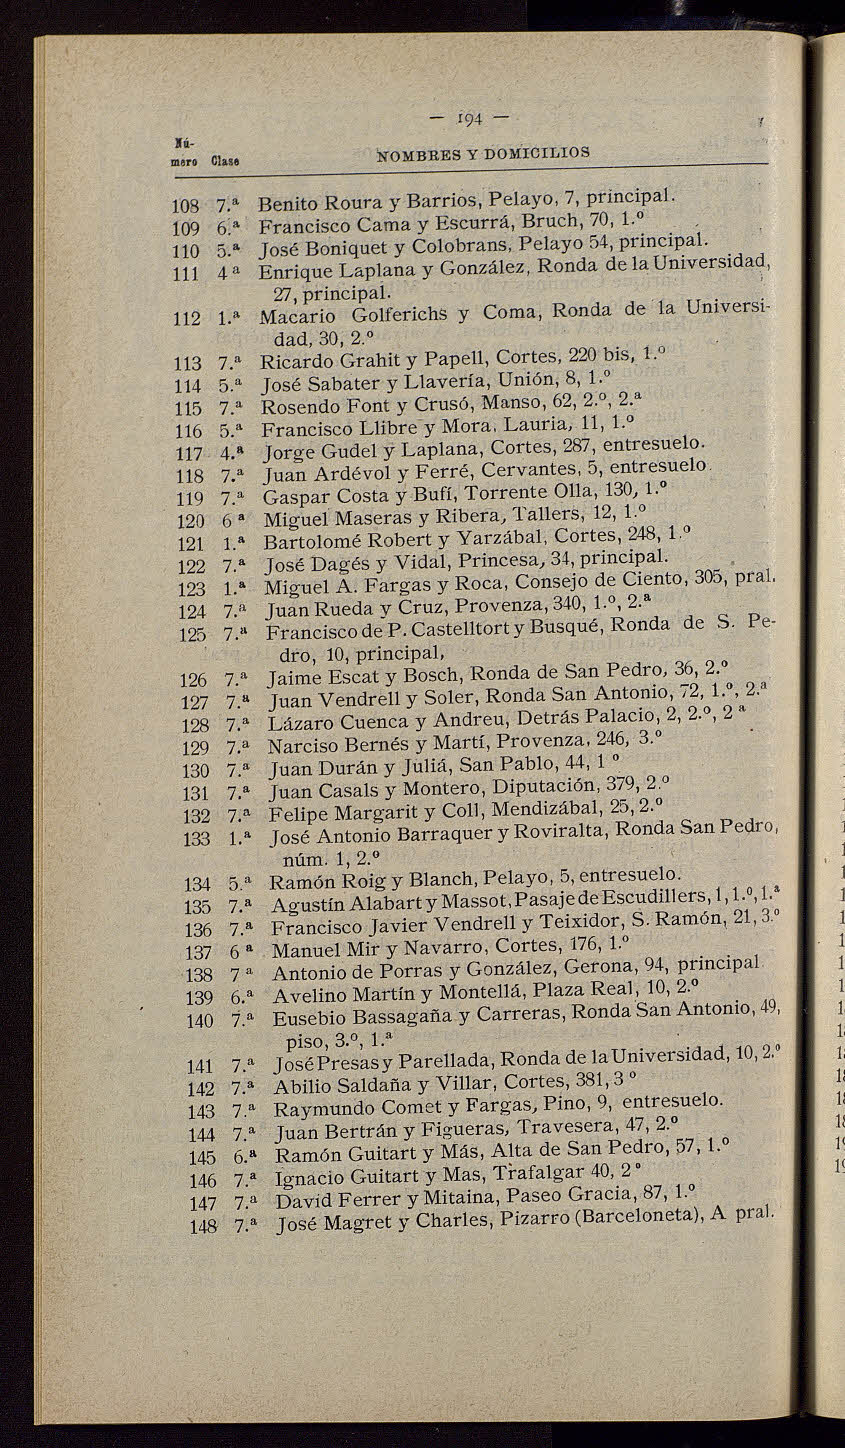 — 194 —
Nú-
mero Clase NOMBRES Y DOMICILIOS
108 7.ª Benito Roura y Barrios, Pelayo, 7, principal.
109 6.ª Francisco Cama y Escurrá, Bruch, 70, 1.º
110 5.ª José Boniquet y Colobrans, Pelayo 54, principal.
111 4 ª Enrique Laplana y González, Ronda de la Universidad,
27, principal.
112 1.ª Macario Golferichs y Coma, Ronda de la Universi-
dad, 30, 2.º
113 7.ª Ricardo Grahit y Papell, Cortes, 220 bis, 1.º
114 5.ª José Sabater y Llavería, Unión, 8, 1.º
115 7.ª Rosendo Font y Crusó, Manso, 62, 2.º, 2.ª
116 5.ª Francisco Llibre y Mora, Lauria, 11, 1.º
117 4.ª Jorge Gudel y Laplana, Cortes, 287, entresuelo.
118 7.ª Juan Ardévol y Ferré, Cervantes, 5, entresuelo.
119 7.ª Gaspar Costa y Bufí, Torrente Olla, 130, 1.º
120 6 ª Miguel Maseras y Ribera, Tallers, 12, 1.º
121 1.ª Bartolomé Robert y Yarzábal, Cortes, 248, 1.º
122 7.ª José Dagés y Vidal, Princesa, 34, principal.
123 1.ª Miguel A. Fargas y Roca, Consejo de Ciento, 305, pral.
124 7.ª Juan Rueda y Cruz, Provenza, 340, 1.º, 2.ª
125 7.ª Francisco de P. Castelltort y Busqué, Ronda de S. Pe-
dro, 10, principal,
126 7.ª Jaime Escat y Bosch, Ronda de San Pedro, 36, 2.º
127 7.ª Juan Vendrell y Soler, Ronda San Antonio, 72, 1.º, 2.ª
128 7.ª Lázaro Cuenca y Andreu, Detrás Palacio, 2, 2.º, 2 ª
129 7.ª Narciso Bernés y Martí, Provenza, 246, 3.º
130 7.ª Juan Durán y Juliá, San Pablo, 44, 1 º
131 7.ª Juan Casals y Montero, Diputación, 379, 2.º
132 7.ª Felipe Margarit y Coll, Mendizábal, 25, 2.º
133 1.ª José Antonio Barraquer y Roviralta, Ronda San Pedro,
núm. 1, 2.º
134 5.ª Ramón Roig y Blanch, Pelayo, 5, entresuelo.
135 7.ª Agustín Alabart y Massot, Pasaje de Escudillers, 1, 1.º, 1.ª
136 7.ª Francisco Javier Vendrell y Teixidor, S. Ramón, 21, 3.º
137 6 ª Manuel Mir y Navarro, Cortes, 176, 1.º
138 7 ª Antonio de Porras y González, Gerona, 94, principal.
139 6.ª Avelino Martín y Montellá, Plaza Real, 10, 2.º
140 7.ª Eusebio Bassagaña y Carreras, Ronda San Antonio, 49,
piso, 3.º, 1.ª
141 7.ª José Presas y Parellada, Ronda de la Universidad, 10, 2.º
142 7.ª Abilio Saldaña y Villar, Cortes, 381, 3 º
143 7.ª Raymundo Comet y Fargas, Pino, 9, entresuelo.
144 7.ª Juan Bertrán y Figueras, Travesera, 47, 2.º
145 6.ª Ramón Guitart y Más, Alta de San Pedro, 57, 1.º
146 7.ª Ignacio Guitart y Mas, Trafalgar 40, 2 º
147 7.ª David Ferrer y Mitaina, Paseo Gracia, 87, 1.º
148 7.ª José Magret y Charles, Pizarro (Barceloneta), A pral.